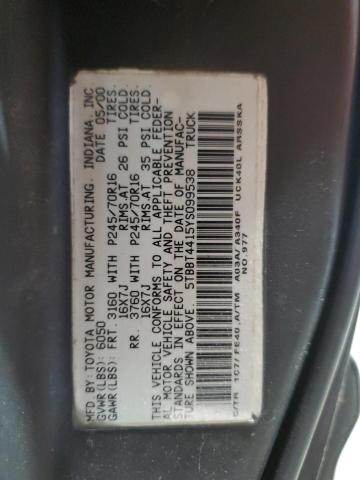 MFD.BY:TOYOTA MOTOR MANUFACTURING, INDIANA, INC
GVWR(LBS):6050 DATE 05/00
GAWR(LBS):FRT.3160 WITH P245/70R16 TIRES.
16X7J RIMS.AT 26 PSI COLD.
RR. 3760 WITH P245/70R16 TIRES.
16X7J RIMS.AT 35 PSI COLD.
THIS VEHICLE CONFORMS TO ALL APPLICABLE FEDER-
AL MOTOR VEHICLE SAFETY AND THEFT PREVENTION
STANDARDS IN EFFECT ON THE DATE OF MANUFAC-
TURE SHOWN ABOVE.
5TBBT4415YS099538 TRUCK
C/TR 1C7/FE40,A/TM A03A/A340F UCK40L ARSSKA
NO.977